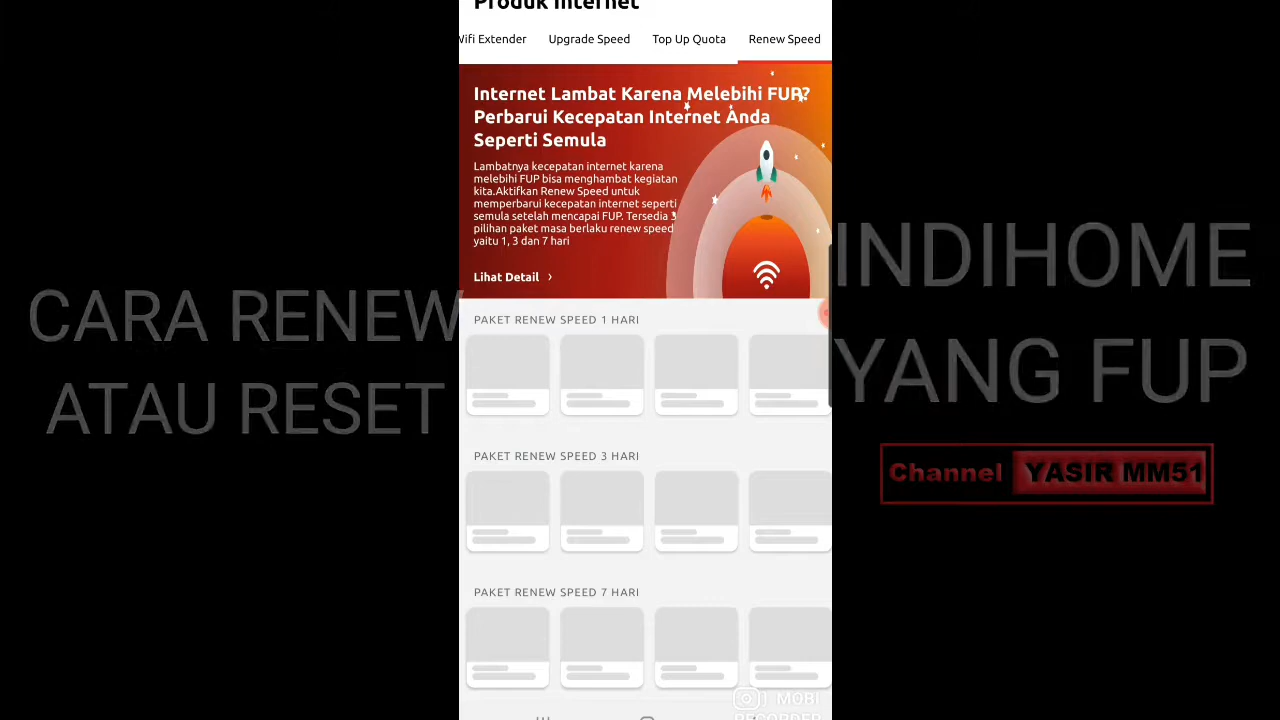 Produk Internet
Wifi Extender Upgrade Speed Top Up Quota Renew Speed
Internet Lambat Karena Melebihi FUP?
Perbarui Kecepatan Internet Anda
Seperti Semula
Lambatnya kecepatan internet karena
melebihi FUP bisa menghambat kegiatan
kita.Aktifkan Renew Speed untuk
memperbarui kecepatan internet seperti
semula setelah mencapai FUP. Tersedia 3
pilihan paket masa berlaku renew speed
yaitu 1, 3 dan 7 hari
Lihat Detail
PAKET RENEW SPEED 1 HARI
PAKET RENEW SPEED 3 HARI
PAKET RENEW SPEED 7 HARI
CARA RENEW
ATAU RESET
INDIHOME
YANG FUP
Channel YASIR MM51
MOBI
RECORDER